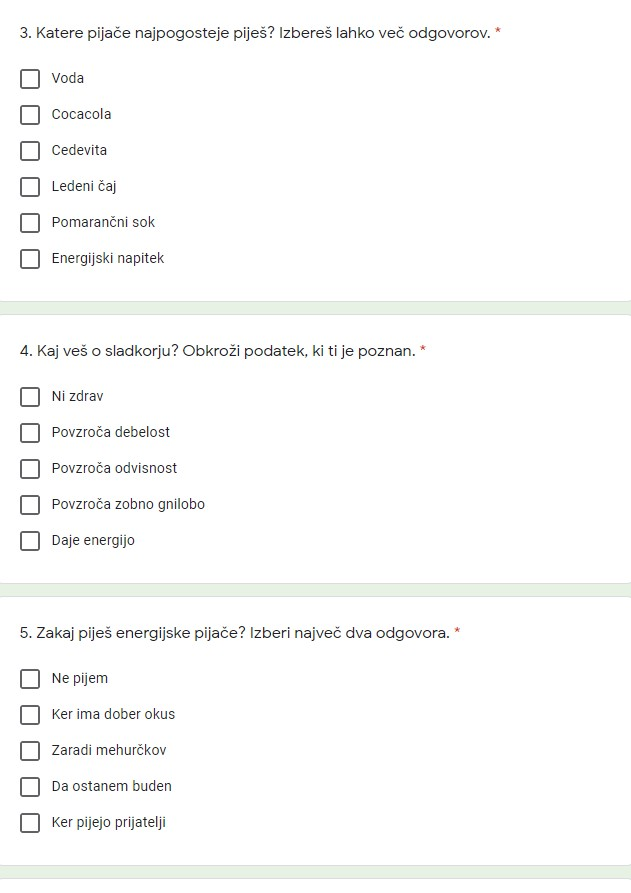 3. Katere pijače najpogosteje piješ? Izbereš lahko več odgovorov. *
Voda
Cocacola
Cedevita
Ledeni čaj
Pomarančni sok
Energijski napitek
4. Kaj veš o sladkorju? Obkroži podatek, ki ti je poznan. *
Ni zdrav
Povzroča debelost
Povzroča odvisnost
Povzroča zobno gnilobo
Daje energijo
5. Zakaj piješ energijske pijače? Izberi največ dva odgovora. *
Ne pijem
Ker ima dober okus
Zaradi mehurčkov
Da ostanem buden
Ker pijejo prijatelji